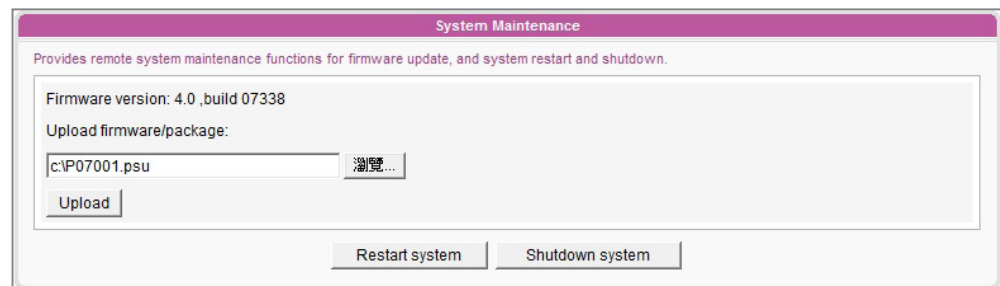 System Maintenance
Provides remote system maintenance functions for firmware update, and system restart and shutdown.
Firmware version: 4.0 ,build 07338
Upload firmware/package:
c:\P07001.psu 瀏覽...
Upload
Restart system Shutdown system